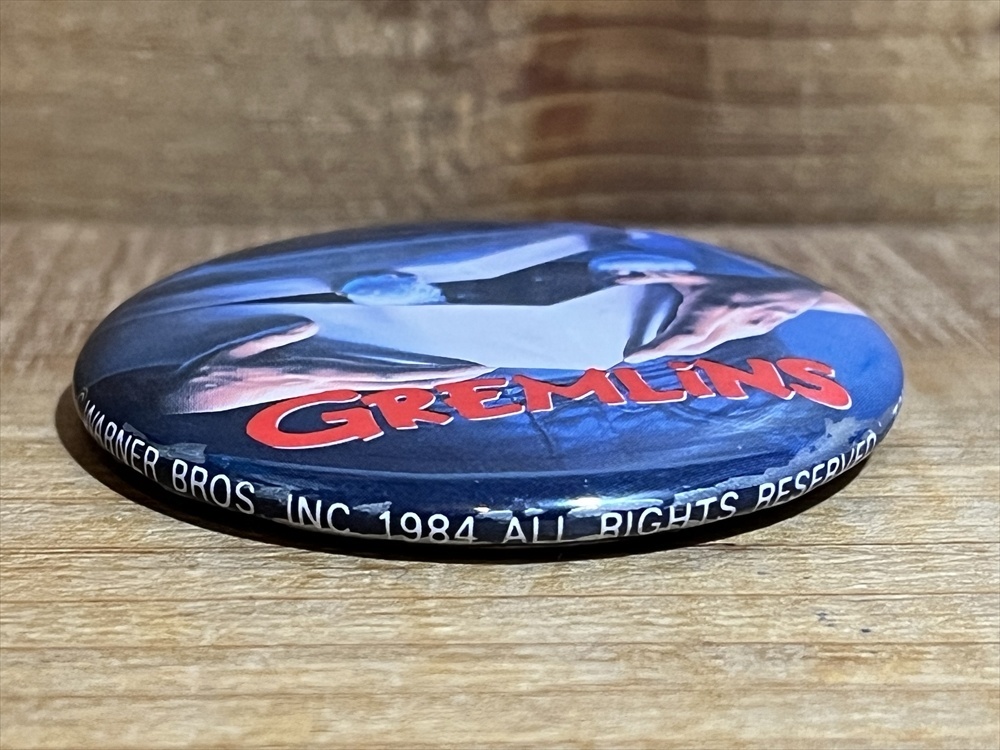 GREMLiNS
©WARNER BROS. INC. 1984 ALL RIGHTS RESERVED